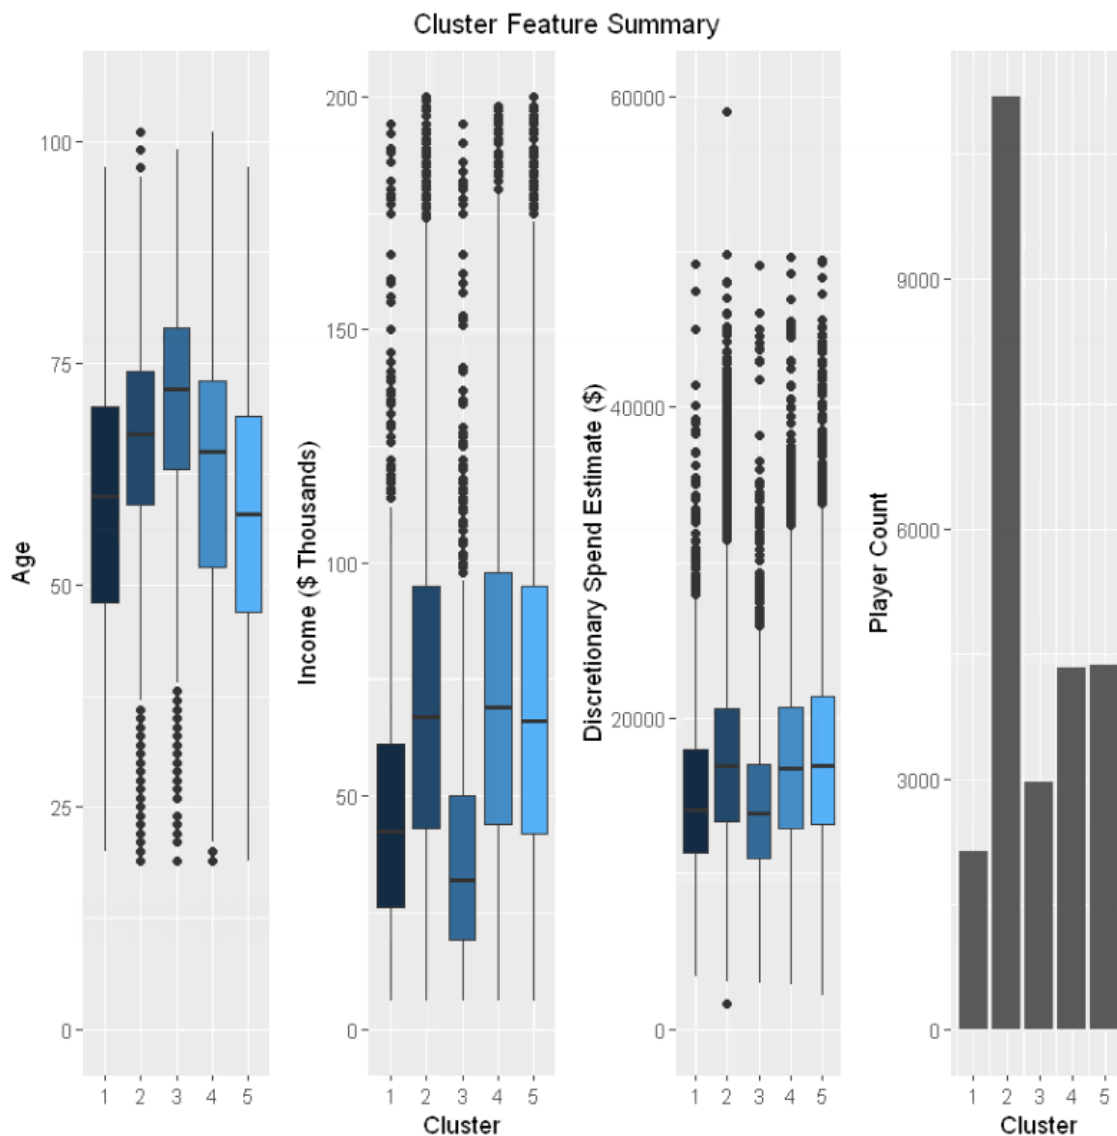 Cluster Feature Summary
Age
100
75
50
25
0
1 2 3 4 5
Income ($ Thousands)
200
150
100
50
0
1 2 3 4 5
Cluster
Discretionary Spend Estimate ($)
60000
40000
20000
0
1 2 3 4 5
Player Count
9000
6000
3000
0
1 2 3 4 5
Cluster